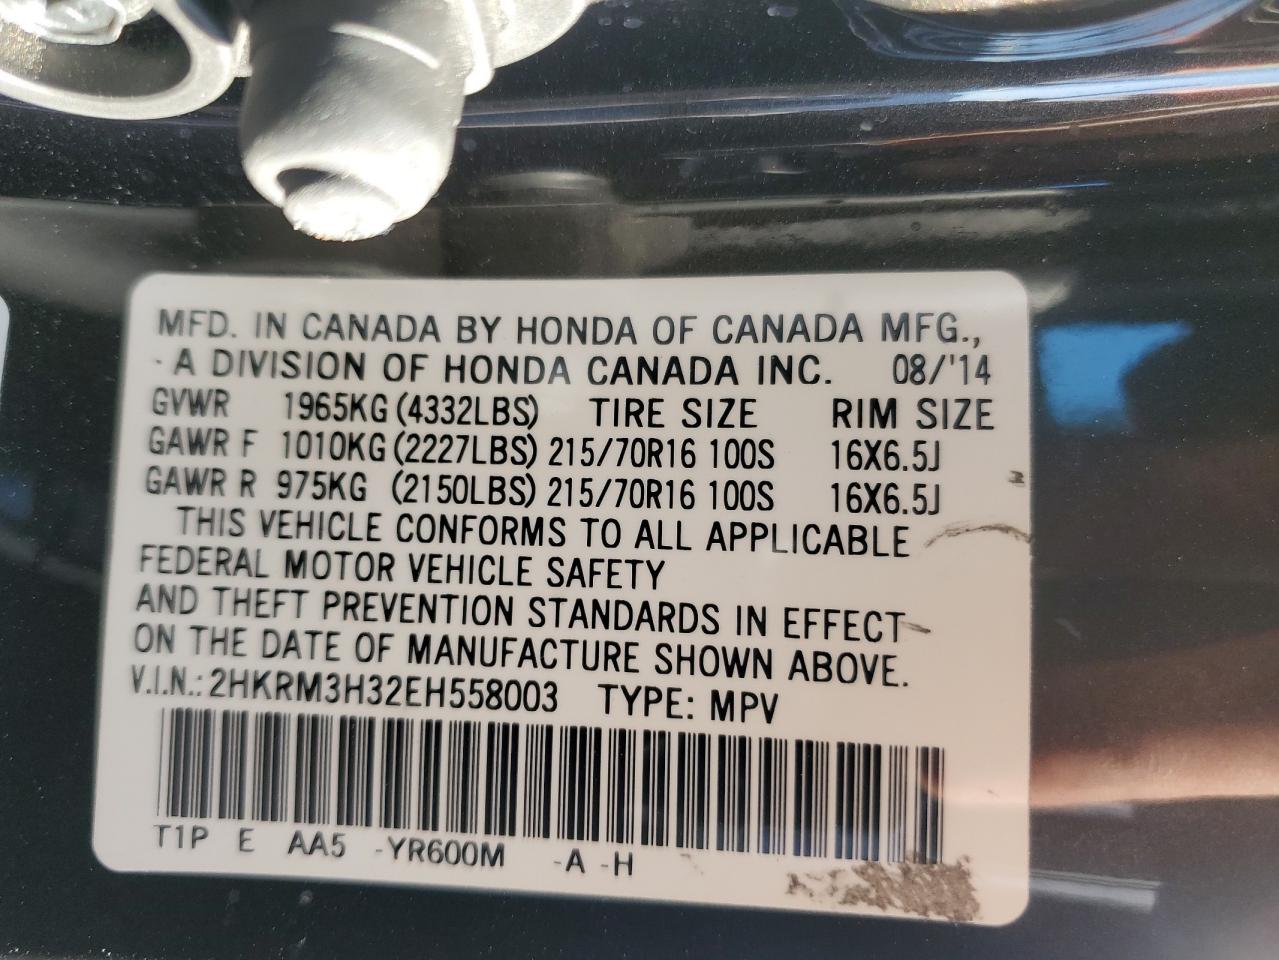 MFD. IN CANADA BY HONDA OF CANADA MFG.,
A DIVISION OF HONDA CANADA INC. 08/'14
GVWR 1965KG (4332LBS) TIRE SIZE RIM SIZE
GAWR F 1010KG (2227LBS) 215/70R16 100S 16X6.5J
GAWR R 975KG (2150LBS) 215/70R16 100S 16X6.5J
THIS VEHICLE CONFORMS TO ALL APPLICABLE
FEDERAL MOTOR VEHICLE SAFETY
AND THEFT PREVENTION STANDARDS IN EFFECT
ON THE DATE OF MANUFACTURE SHOWN ABOVE.
V.I.N.: 2HKRM3H32EH558003 TYPE: MPV
T1P E AA5 -YR600M -A -H